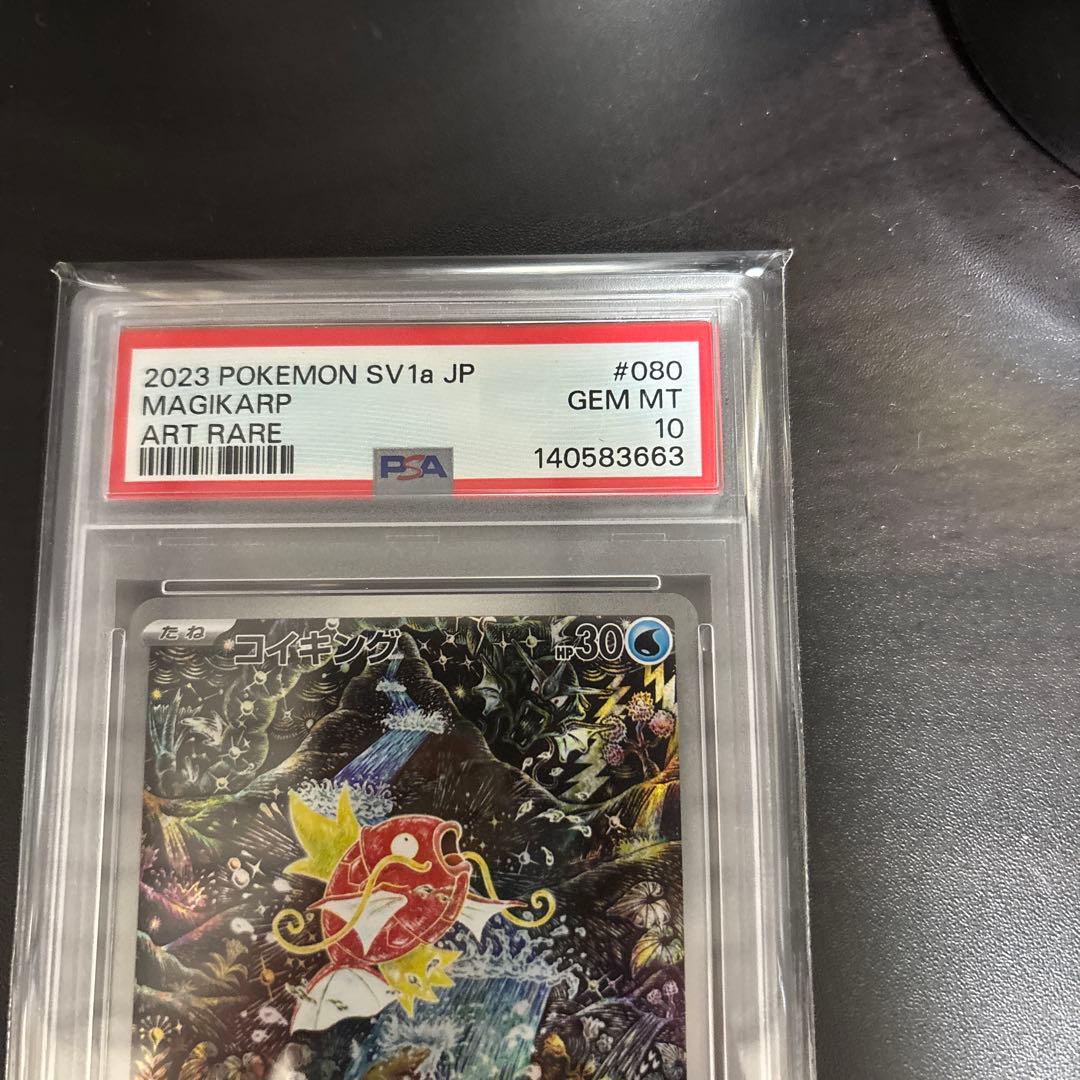 2023 POKEMON SV1a JP #080
MAGIKARP GEM MT
ART RARE 10
PSA 140583663
たね コイキング HP30